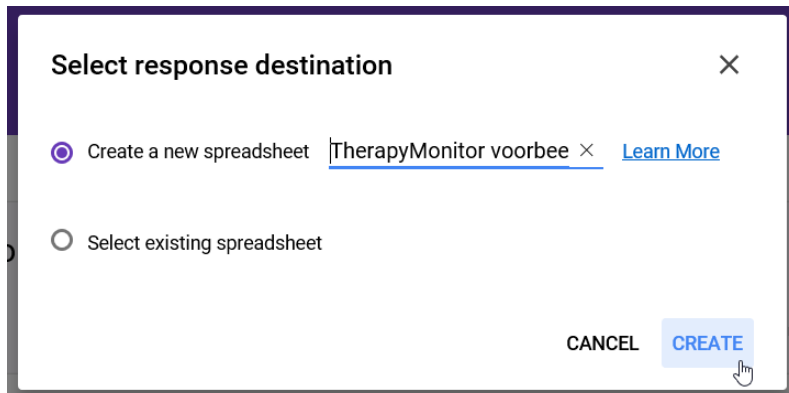 Select response destination
Create a new spreadsheet TherapyMonitor voorbee Learn More
Select existing spreadsheet
CANCEL CREATE